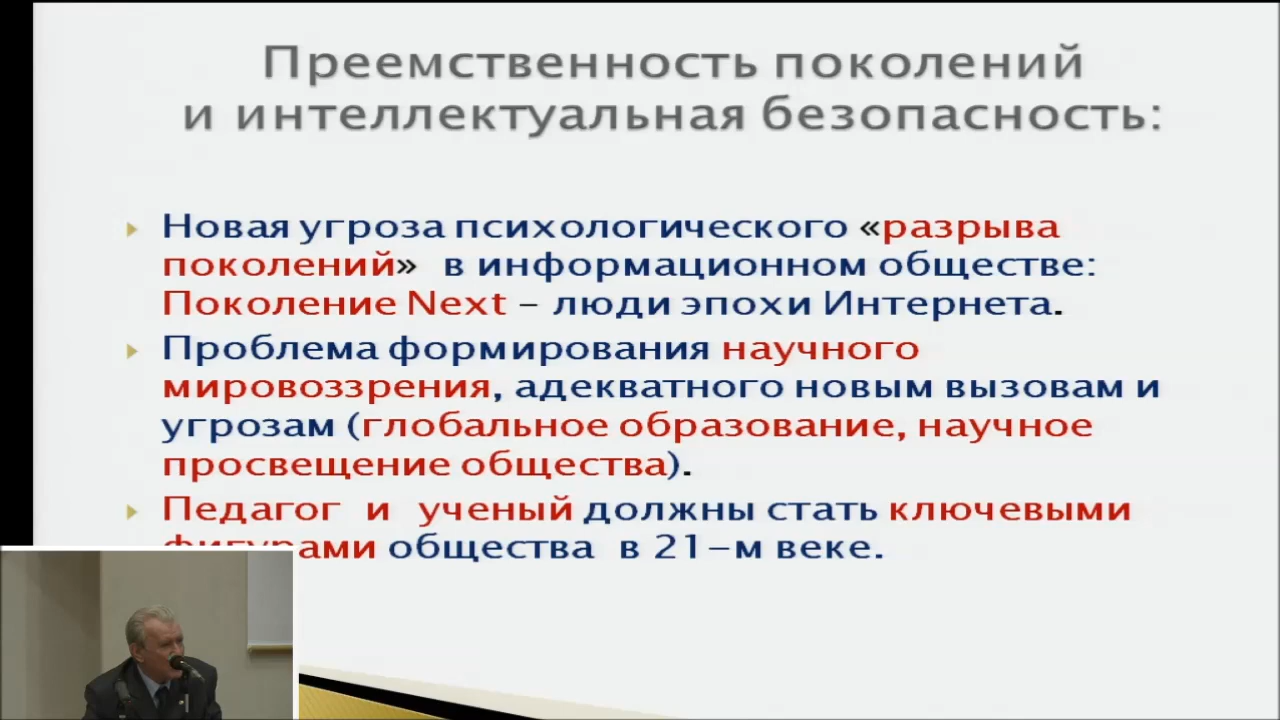 Преемственность поколений
и интеллектуальная безопасность:
Новая угроза психологического «разрыва
поколений» в информационном обществе:
Поколение Next – люди эпохи Интернета.
Проблема формирования научного
мировоззрения, адекватного новым вызовам и
угрозам (глобальное образование, научное
просвещение общества).
Педагог и ученый должны стать ключевыми
фигурами общества в 21-м веке.